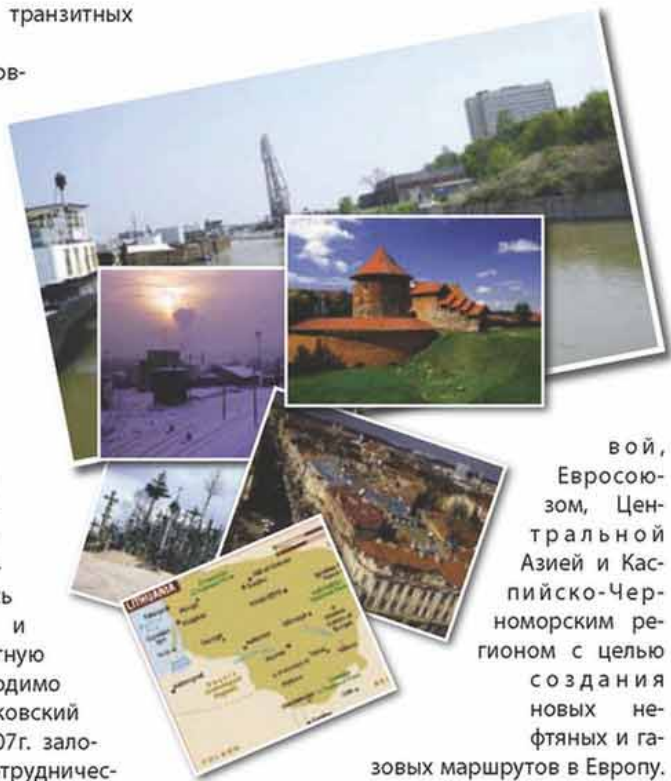 транзитных
ов-
вой,
Евросою-
зом, Цен-
тральной
Азией и Кас-
пийско-Чер-
номорским ре-
гионом с целью
создания
новых не-
фтяных и га-
зовых маршрутов в Европу.
ь
и
тную
одимо
ковский
07г. зало-
трудничес-
LITHUANIA